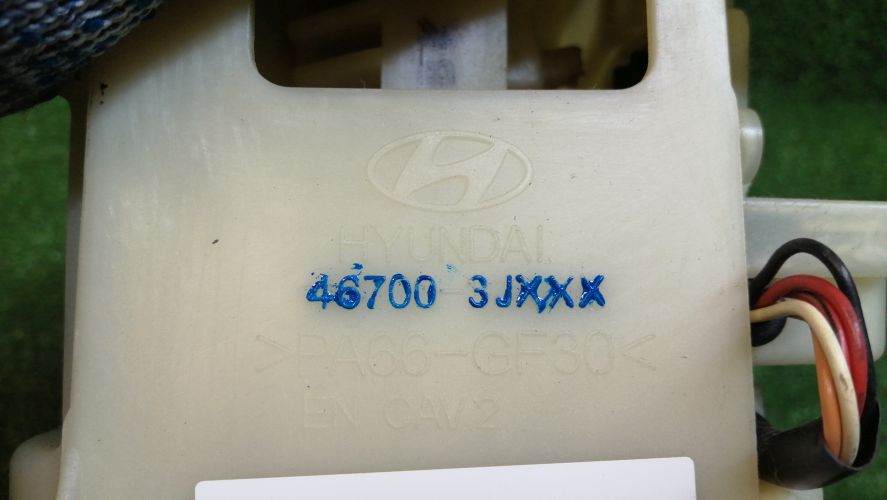 HYUNDAI
46700 3JXXX
>PA66-GF30<
EN CAV.2